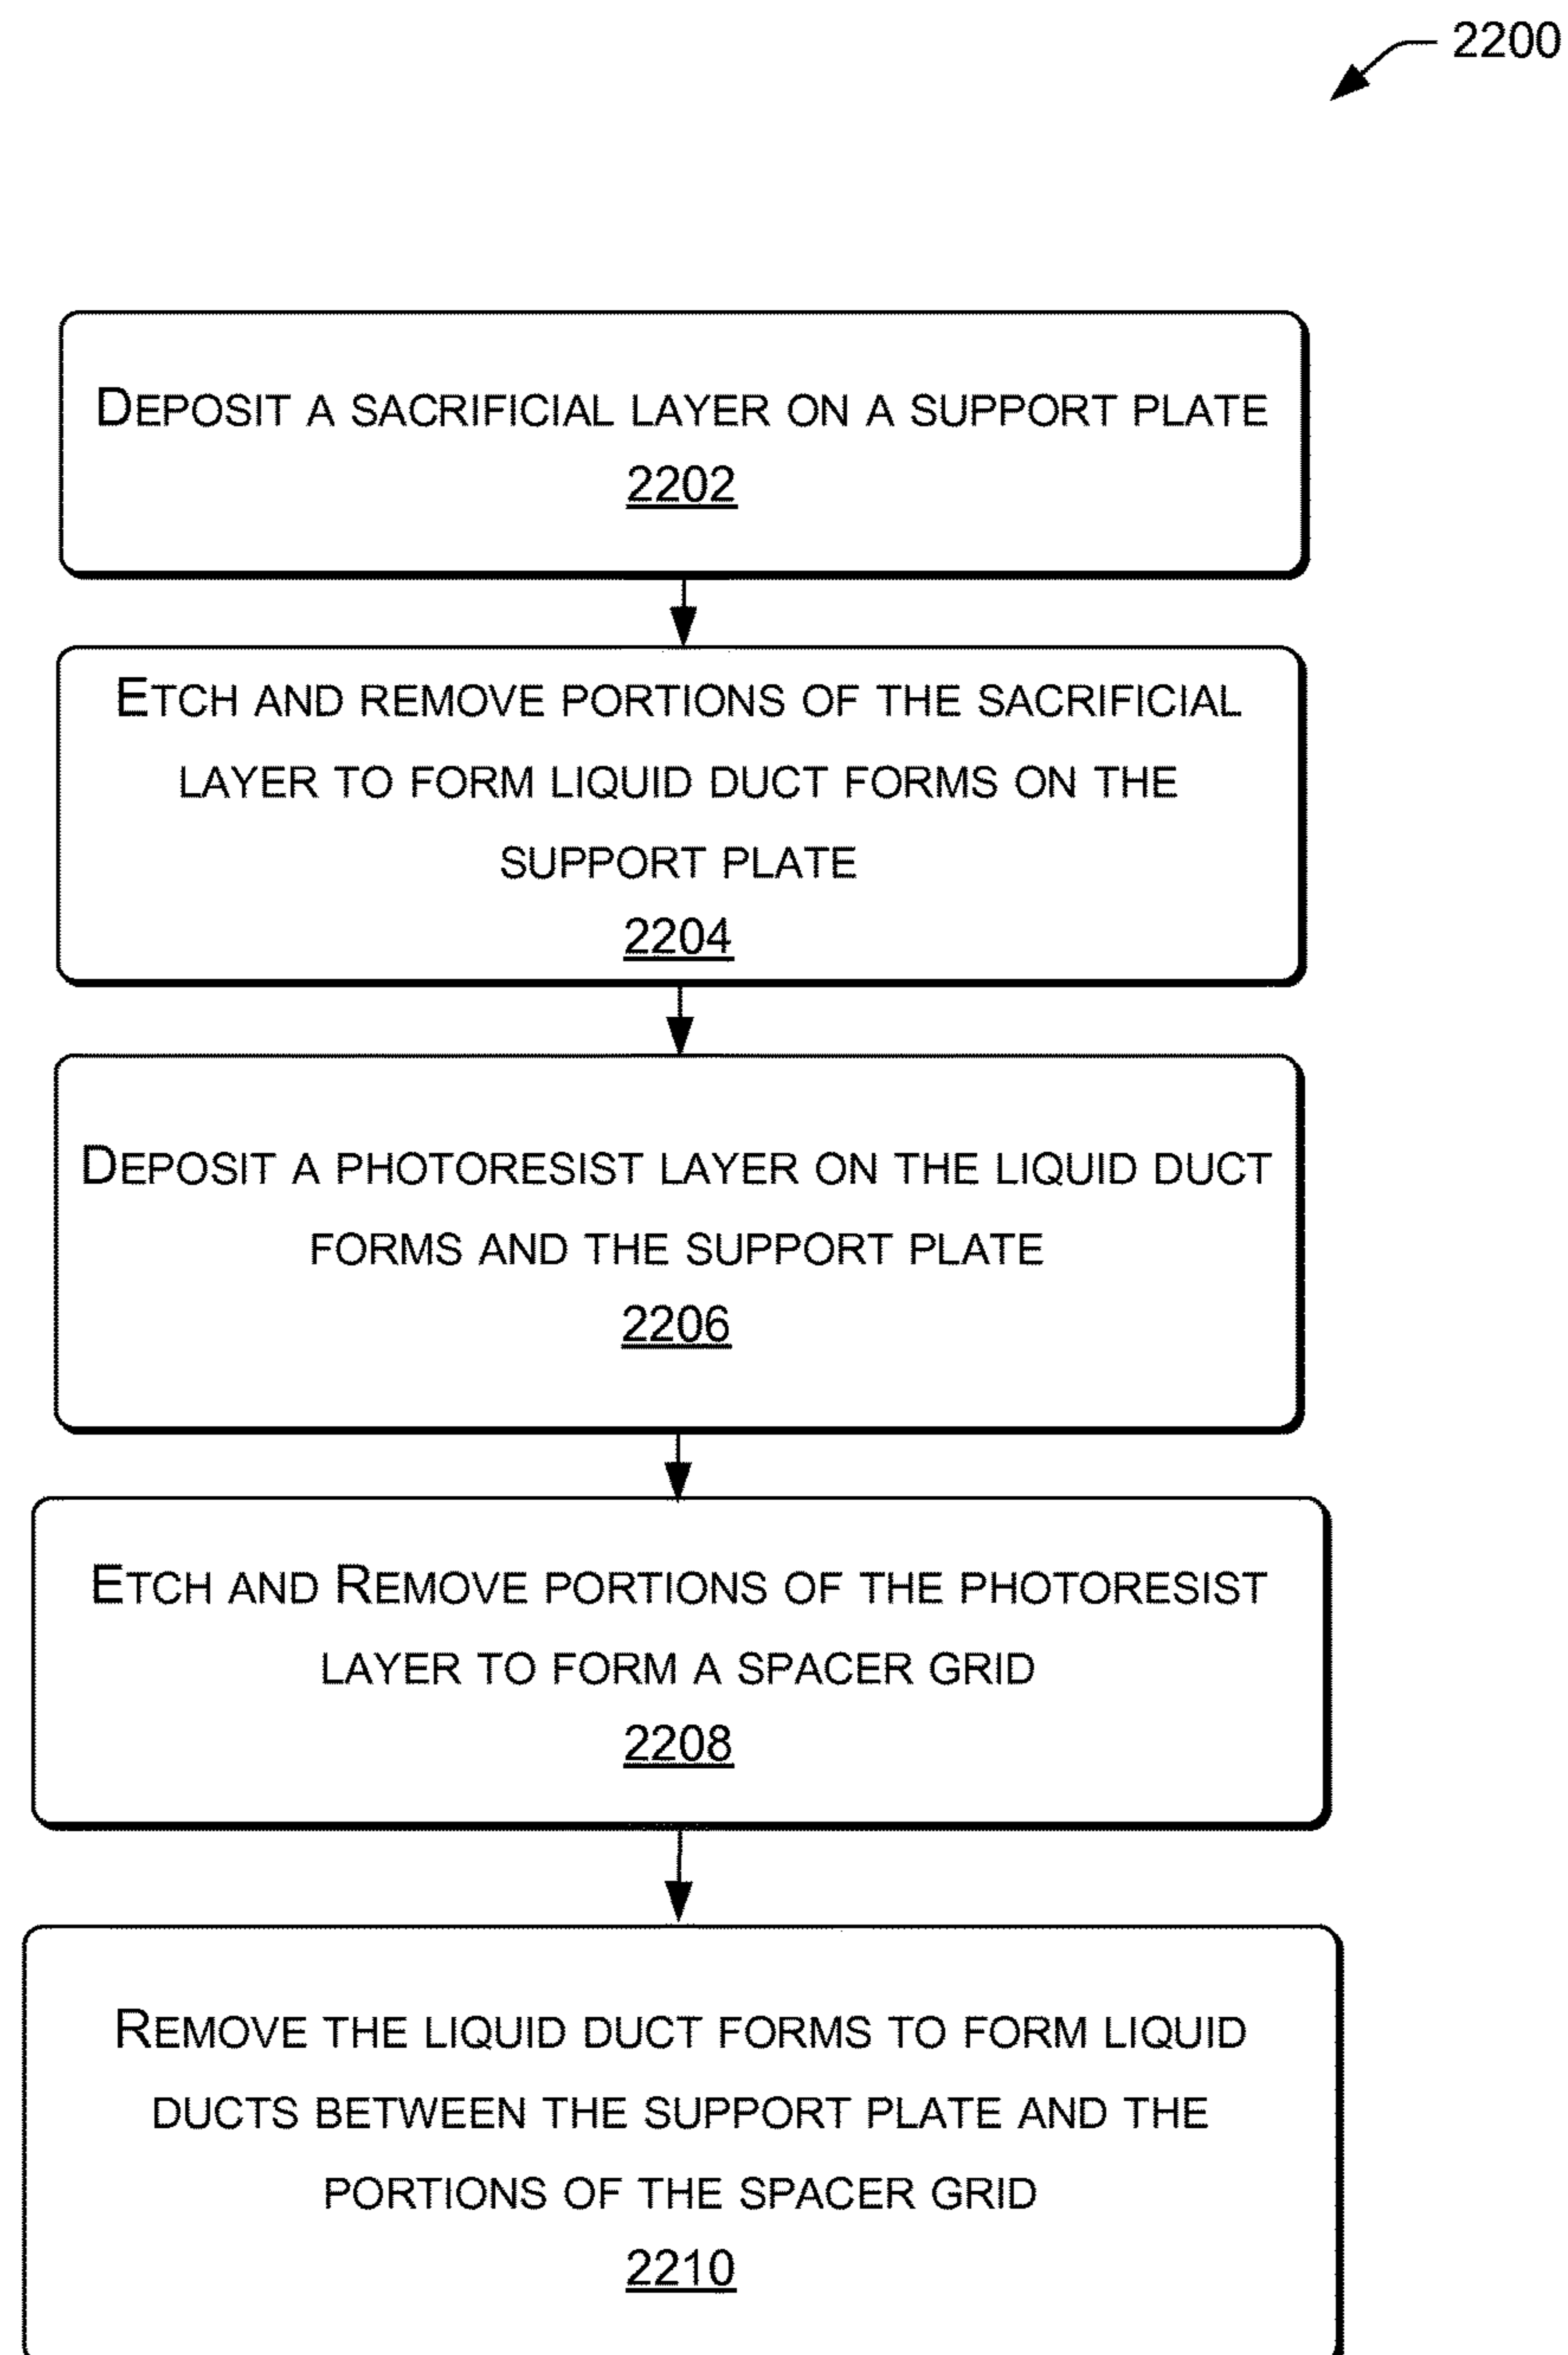 2200
DEPOSIT A SACRIFICIAL LAYER ON A SUPPORT PLATE
2202
ETCH AND REMOVE PORTIONS OF THE SACRIFICIAL
LAYER TO FORM LIQUID DUCT FORMS ON THE
SUPPORT PLATE
2204
DEPOSIT A PHOTORESIST LAYER ON THE LIQUID DUCT
FORMS AND THE SUPPORT PLATE
2206
ETCH AND REMOVE PORTIONS OF THE PHOTORESIST
LAYER TO FORM A SPACER GRID
2208
REMOVE THE LIQUID DUCT FORMS TO FORM LIQUID
DUCTS BETWEEN THE SUPPORT PLATE AND THE
PORTIONS OF THE SPACER GRID
2210